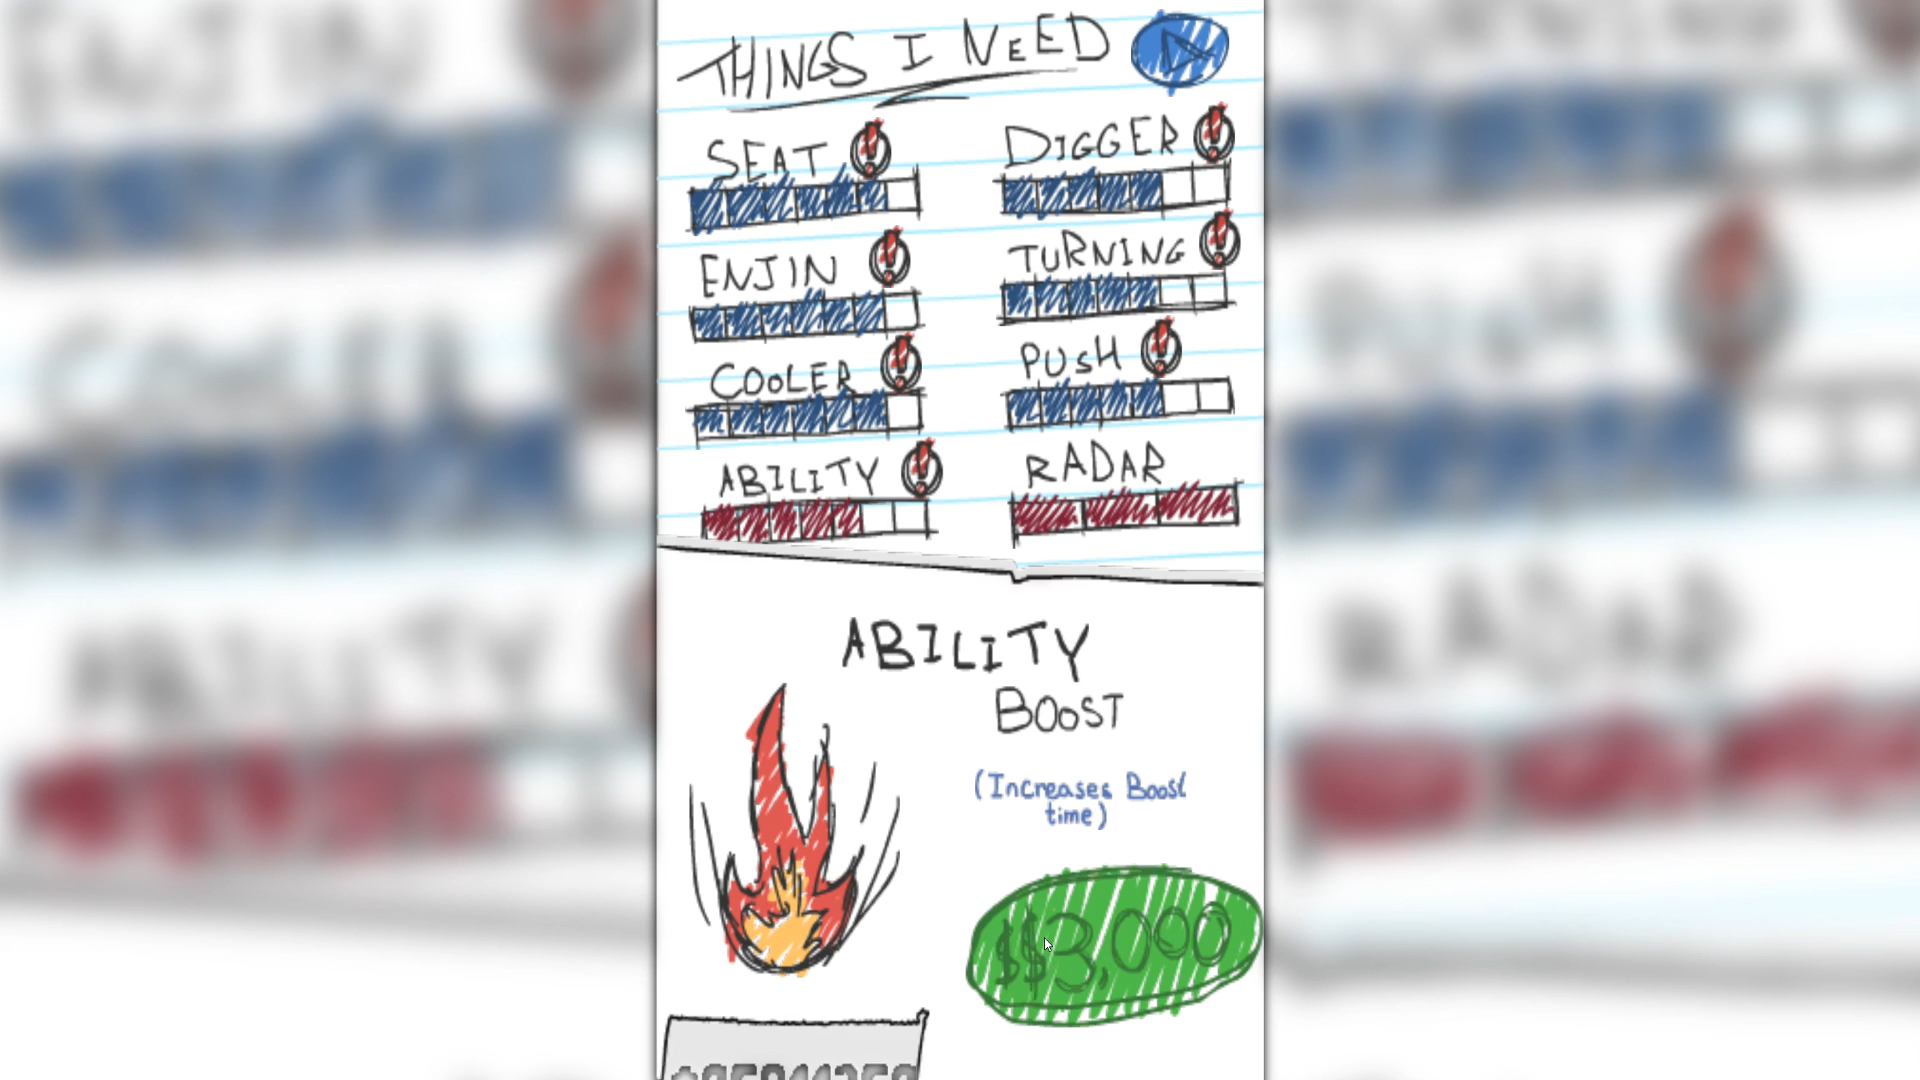 THINGS I NEED
SEAT
DIGGER
ENJIN
TURNING
COOLER
PUSH
ABILITY
RADAR
ABILITY
BOOST
(Increases Boost
time)
$$3,000